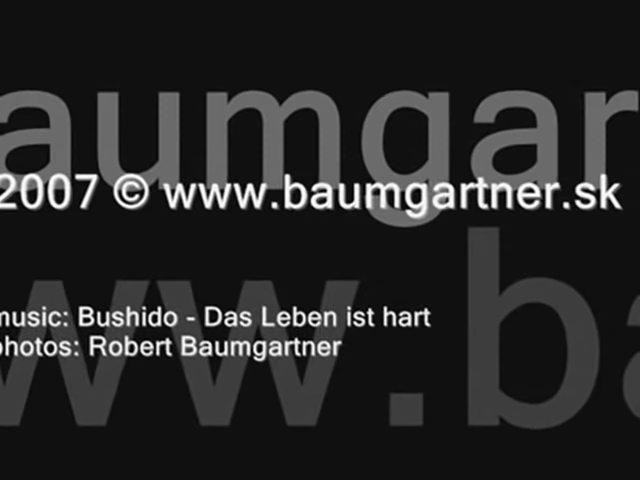 aumgar
2007 © www.baumgartner.sk
music: Bushido - Das Leben ist hart
photos: Robert Baumgartner
ww.ba